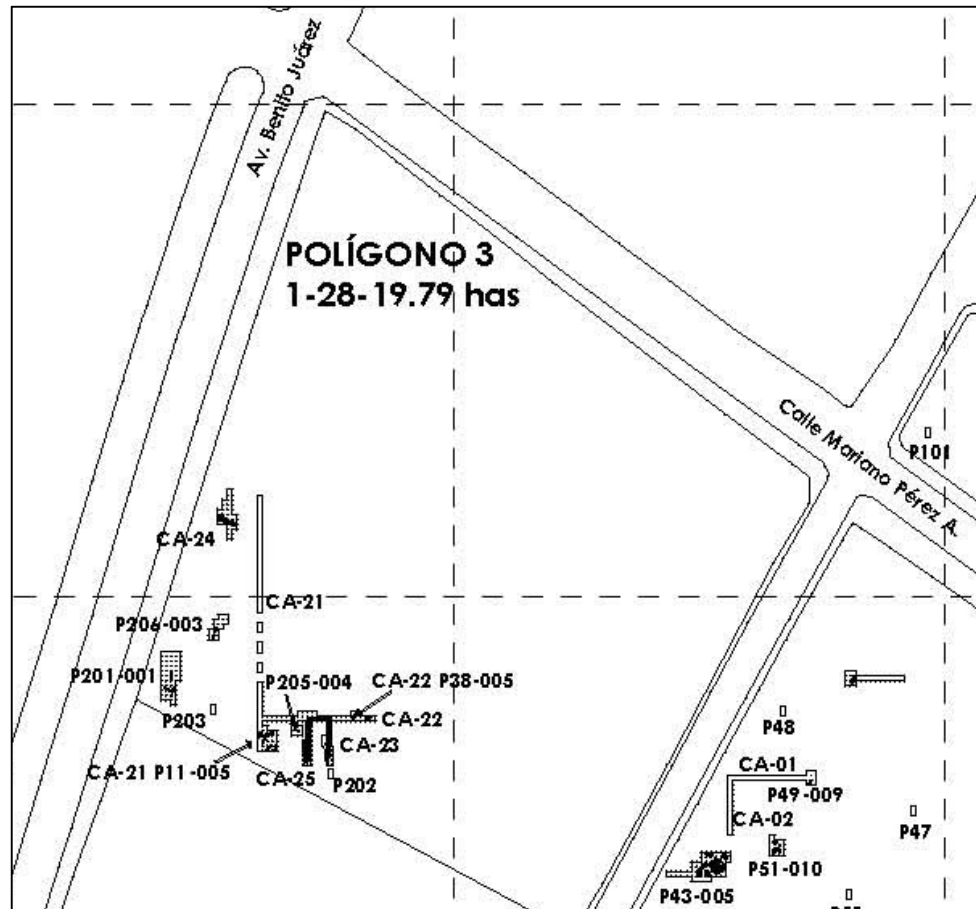 Av. Benito Juárez
POLÍGONO 3
1-28-19.79 has
Calle Mariano Pérez A.
P101
CA-24
CA-21
P206-003
P201-001
P205-004
CA-22 P38-005
P203
CA-22
P48
CA-23
CA-21 P11-005
CA-25
P202
CA-01
P49-009
CA-02
P47
P51-010
P43-005